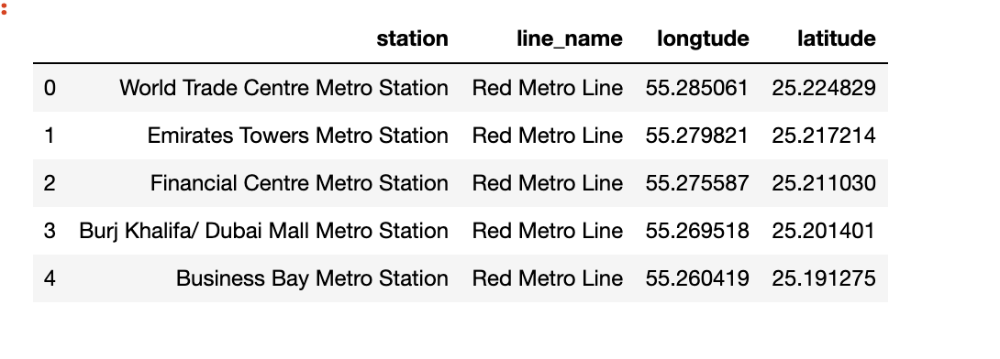 station line_name longtude latitude
0 World Trade Centre Metro Station Red Metro Line 55.285061 25.224829
1 Emirates Towers Metro Station Red Metro Line 55.279821 25.217214
2 Financial Centre Metro Station Red Metro Line 55.275587 25.211030
3 Burj Khalifa/ Dubai Mall Metro Station Red Metro Line 55.269518 25.201401
4 Business Bay Metro Station Red Metro Line 55.260419 25.191275